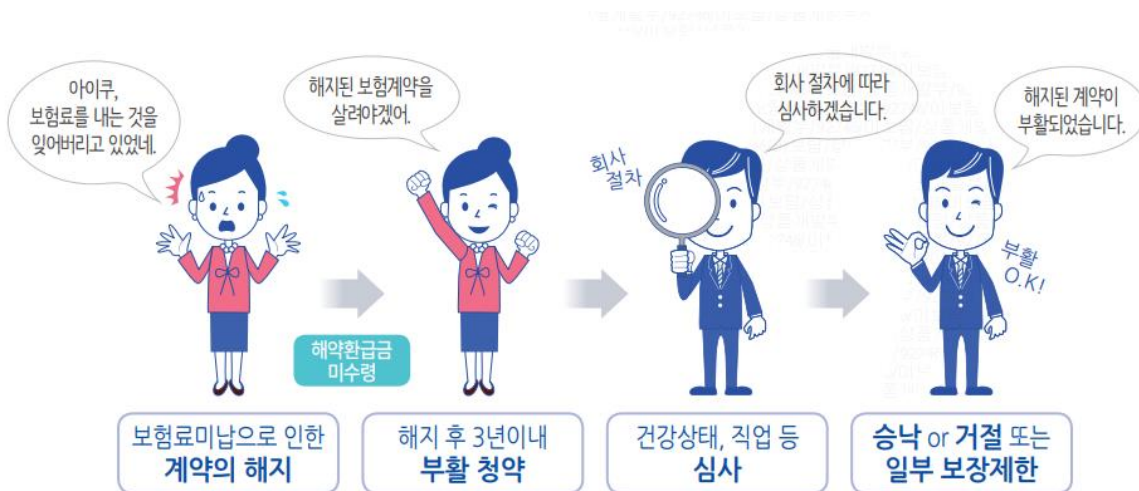 아이쿠,
보험료를 내는 것을
잊어버리고 있었네.
해지된 보험계약을
살려야겠어.
회사 절차에 따라
심사하겠습니다.
해지된 계약이
부활되었습니다.
회사
절차
부활
O.K!
해약환급금
미수령
보험료미납으로 인한
계약의 해지
해지 후 3년이내
부활 청약
건강상태, 직업 등
심사
승낙 or 거절 또는
일부 보장제한